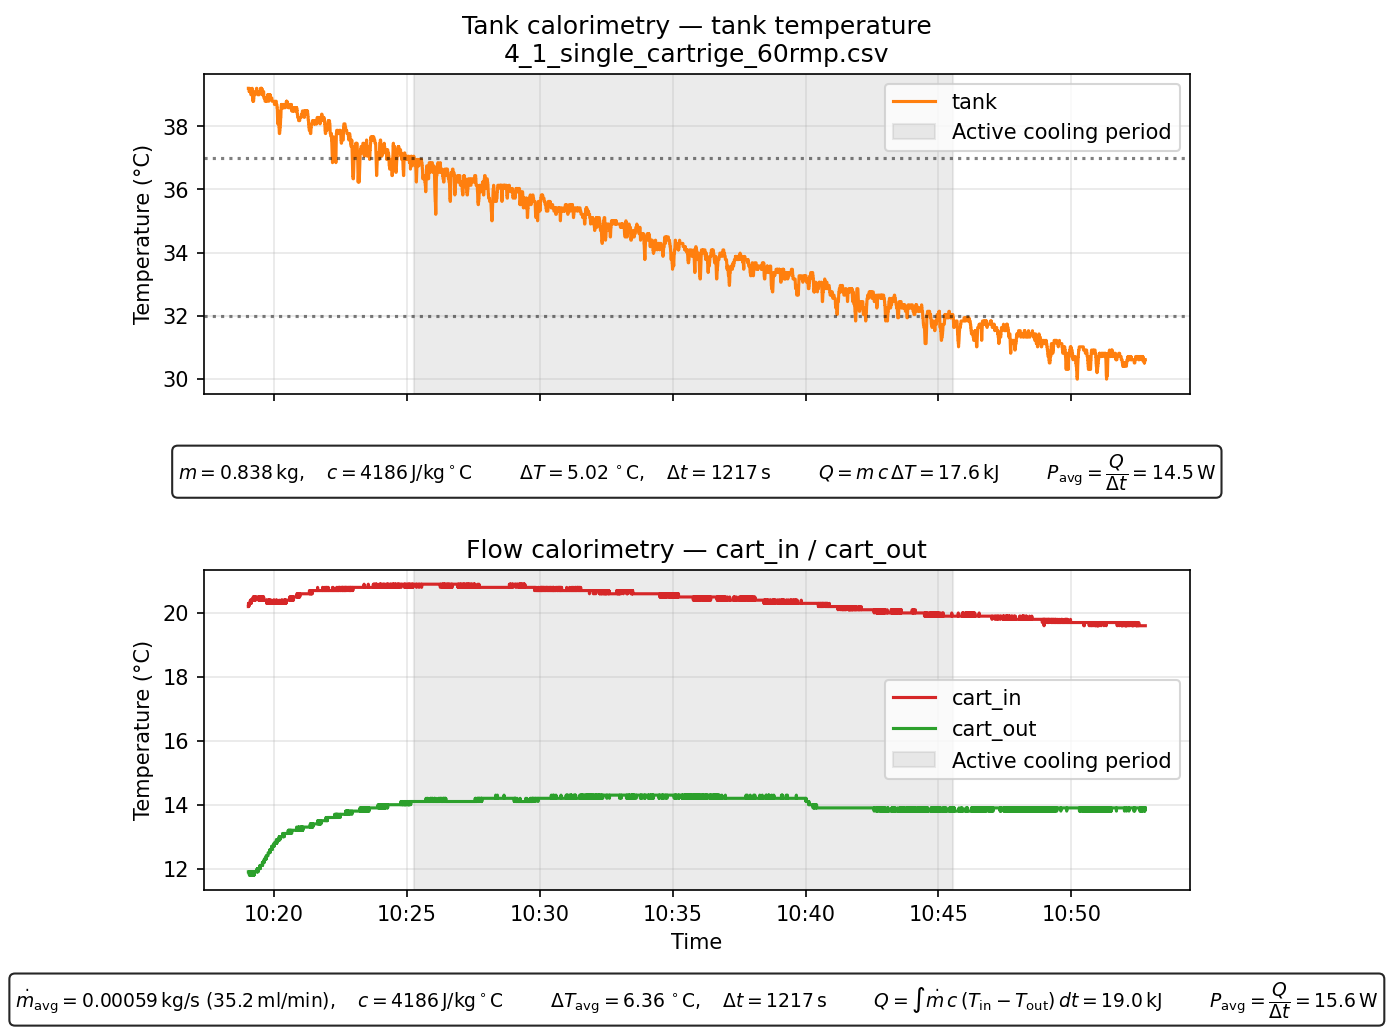 Tank calorimetry — tank temperature
4_1_single_cartrige_60rmp.csv
Temperature (°C)
38
36
34
32
30
tank
Active cooling period
m = 0.838 kg, c = 4186 J/kg°C ΔT = 5.02 °C, Δt = 1217 s Q = m c ΔT = 17.6 kJ P_avg = Q/Δt = 14.5 W
Flow calorimetry — cart_in / cart_out
Temperature (°C)
20
18
16
14
12
cart_in
cart_out
Active cooling period
10:20 10:25 10:30 10:35 10:40 10:45 10:50
Time
ṁ_avg = 0.00059 kg/s (35.2 ml/min), c = 4186 J/kg°C ΔT_avg = 6.36 °C, Δt = 1217 s Q = ∫ṁ c (T_in − T_out) dt = 19.0 kJ P_avg = Q/Δt = 15.6 W